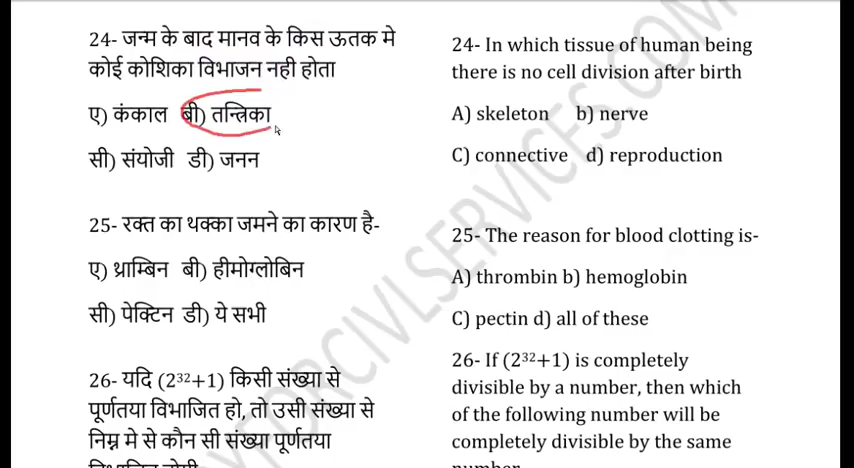 24- जन्म के बाद मानव के किस ऊतक मे
कोई कोशिका विभाजन नही होता
ए) कंकाल बी) तन्त्रिका
सी) संयोजी डी) जनन
25- रक्त का थक्का जमने का कारण है-
ए) थ्राम्बिन बी) हीमोग्लोबिन
सी) पेक्टिन डी) ये सभी
26- यदि (2³²+1) किसी संख्या से
पूर्णतया विभाजित हो, तो उसी संख्या से
निम्न मे से कौन सी संख्या पूर्णतया
24- In which tissue of human being
there is no cell division after birth
A) skeleton b) nerve
C) connective d) reproduction
25- The reason for blood clotting is-
A) thrombin b) hemoglobin
C) pectin d) all of these
26- If (2³²+1) is completely
divisible by a number, then which
of the following number will be
completely divisible by the same
number
YTFORCIVLSERVICES.COM